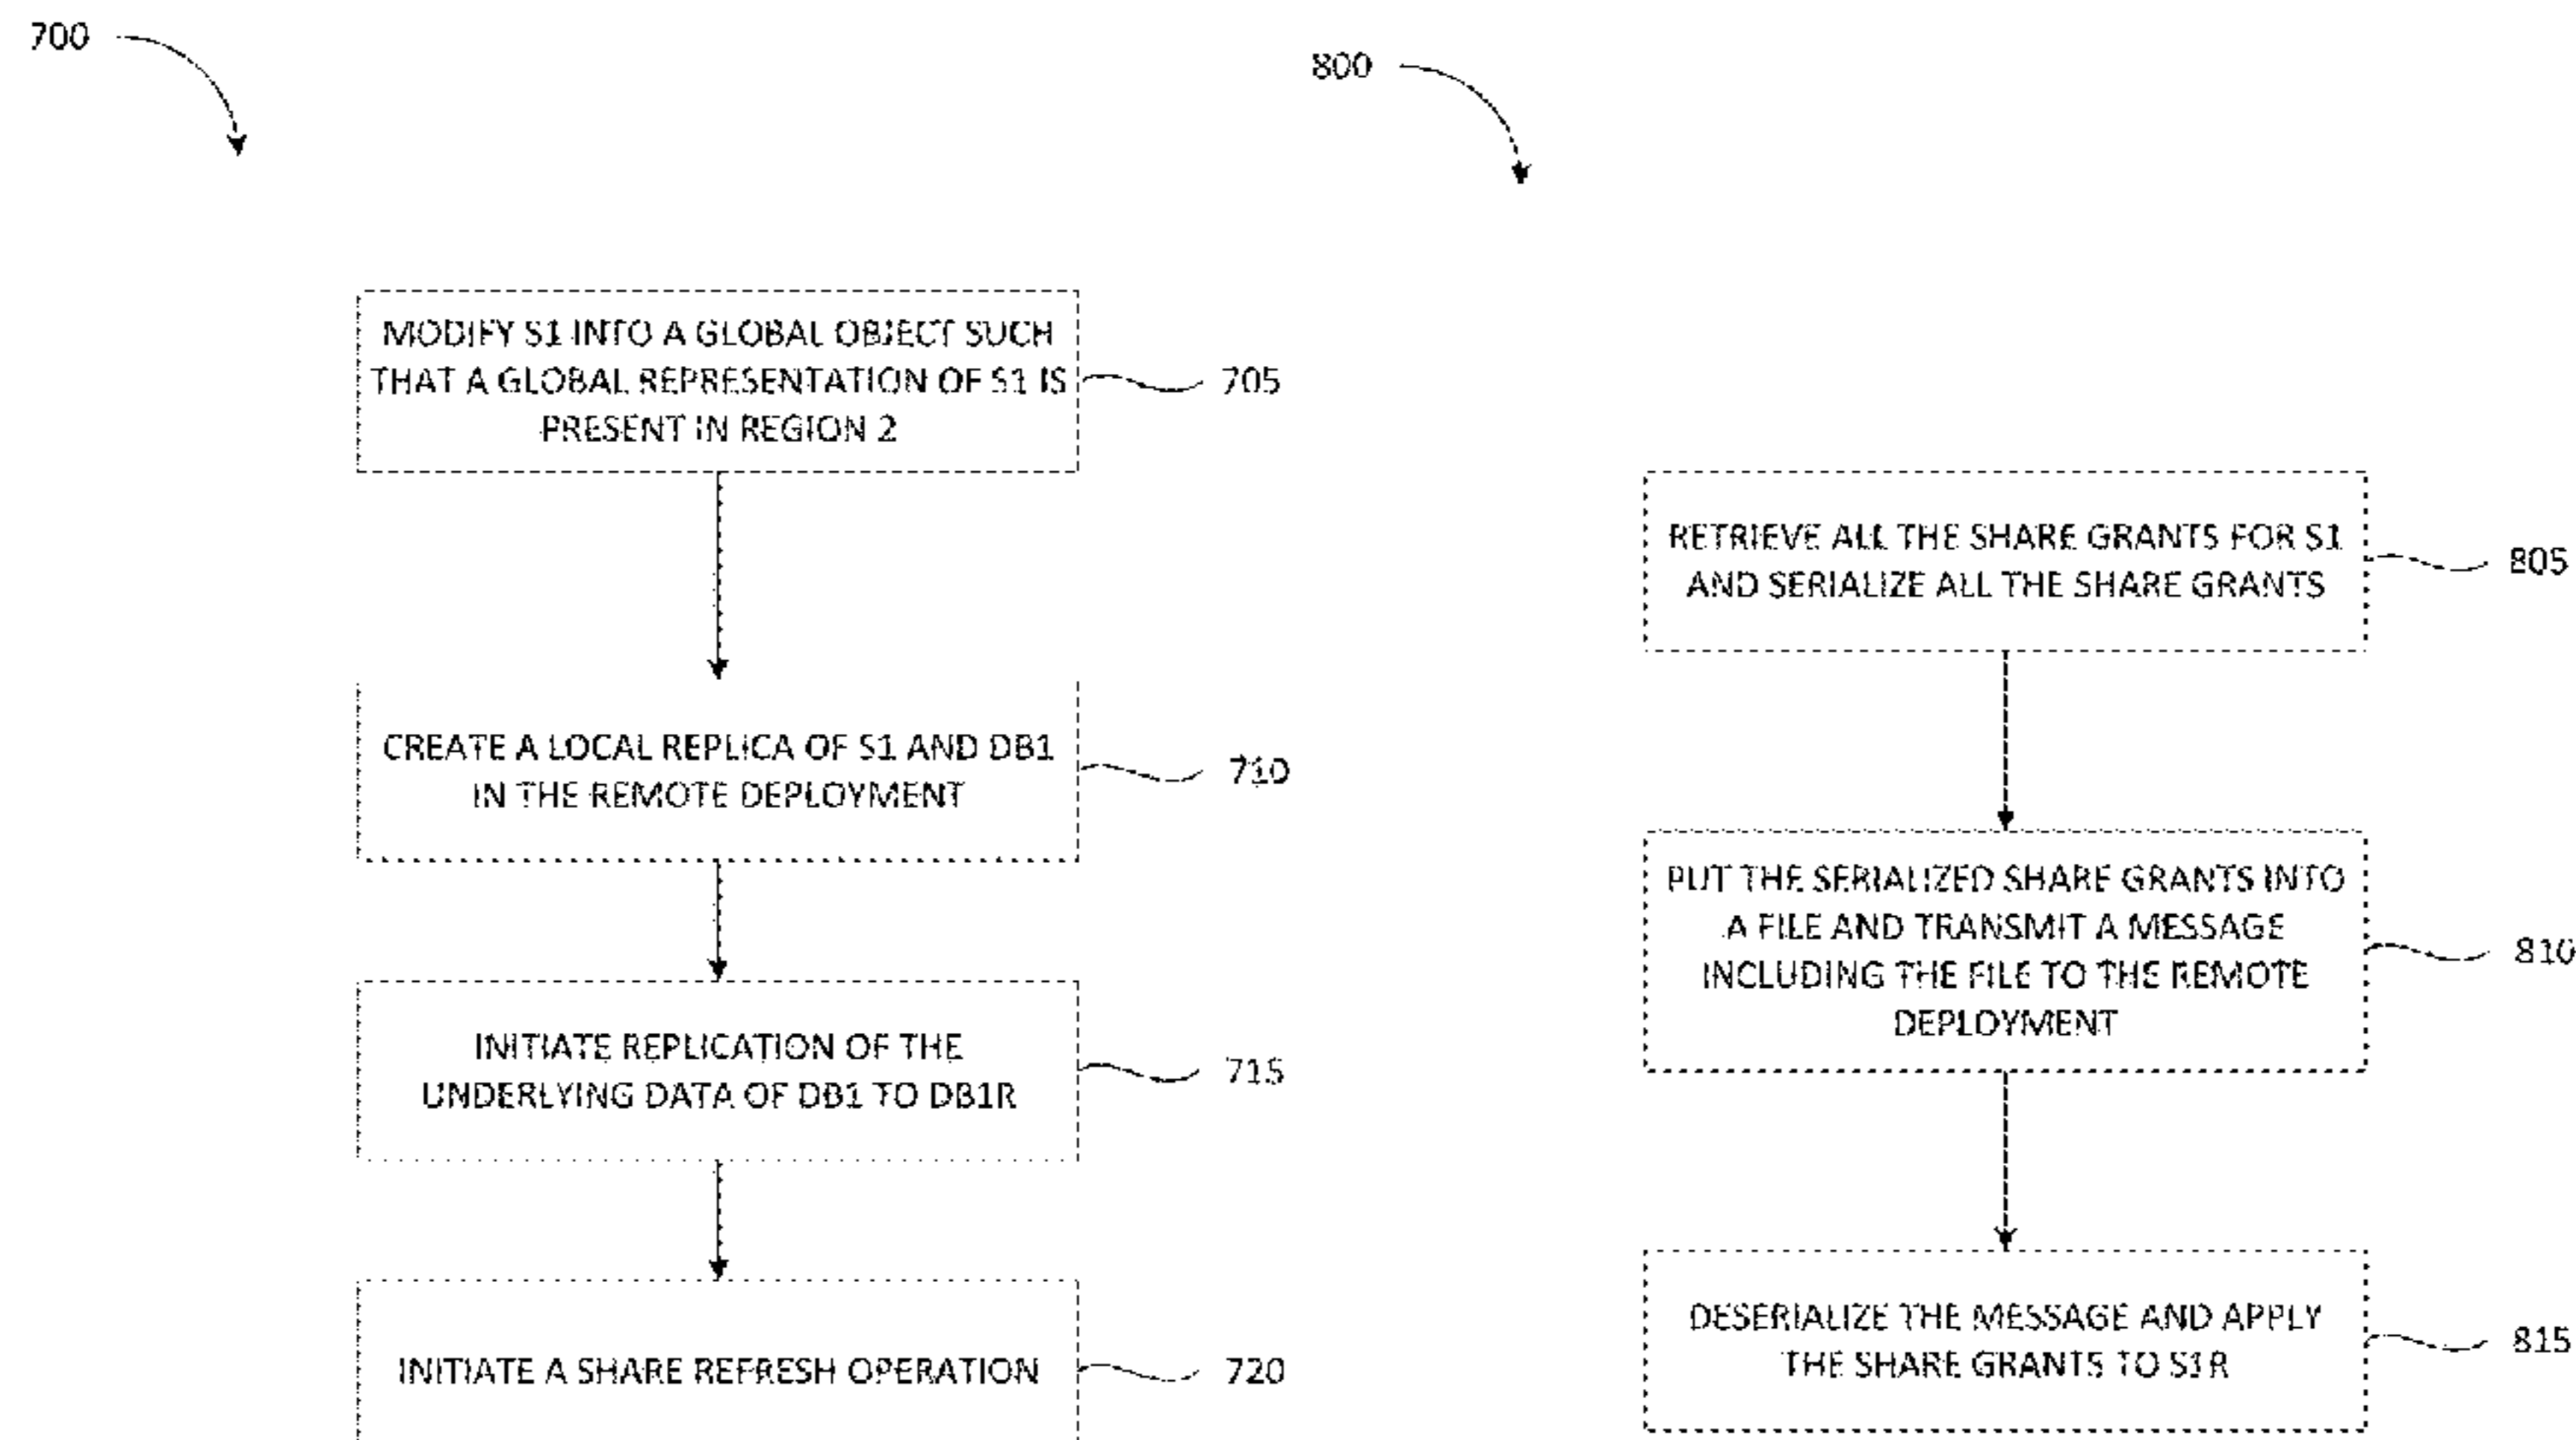 700
MODIFY S1 INTO A GLOBAL OBJECT SUCH
THAT A GLOBAL REPRESENTATION OF S1 IS
PRESENT IN REGION 2
705
CREATE A LOCAL REPLICA OF S1 AND DB1
IN THE REMOTE DEPLOYMENT
710
INITIATE REPLICATION OF THE
UNDERLYING DATA OF DB1 TO DB1R
715
INITIATE A SHARE REFRESH OPERATION
720
800
RETRIEVE ALL THE SHARE GRANTS FOR S1
AND SERIALIZE ALL THE SHARE GRANTS
805
PUT THE SERIALIZED SHARE GRANTS INTO
A FILE AND TRANSMIT A MESSAGE
INCLUDING THE FILE TO THE REMOTE
DEPLOYMENT
810
DESERIALIZE THE MESSAGE AND APPLY
THE SHARE GRANTS TO S1R
815